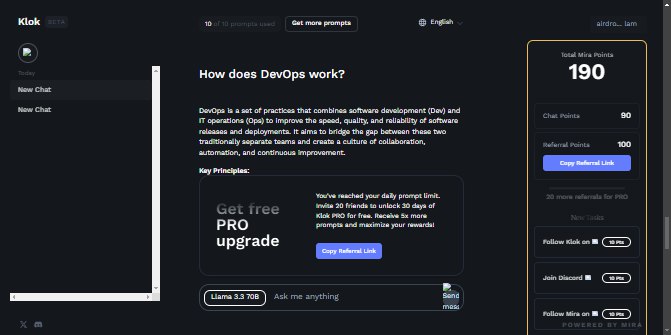 Klok BETA
10 of 10 prompts used
Get more prompts
English
airdro... lam
Today
New Chat
New Chat
How does DevOps work?
DevOps is a set of practices that combines software development (Dev) and
IT operations (Ops) to improve the speed, quality, and reliability of software
releases and deployments. It aims to bridge the gap between these two
traditionally separate teams and create a culture of collaboration,
automation, and continuous improvement.
Key Principles:
Get free
PRO
upgrade
You've reached your daily prompt limit.
Invite 20 friends to unlock 30 days of
Klok PRO for free. Receive 5x more
prompts and maximize your rewards!
Copy Referral Link
Llama 3.3 70B
Ask me anything
Send
mess
Total Mira Points
190
Chat Points 90
Referral Points 100
Copy Referral Link
20 more referrals for PRO
New Tasks
Follow Klok on 10 Pts
Join Discord 10 Pts
Follow Mira on 10 Pts
POWERED BY MIRA